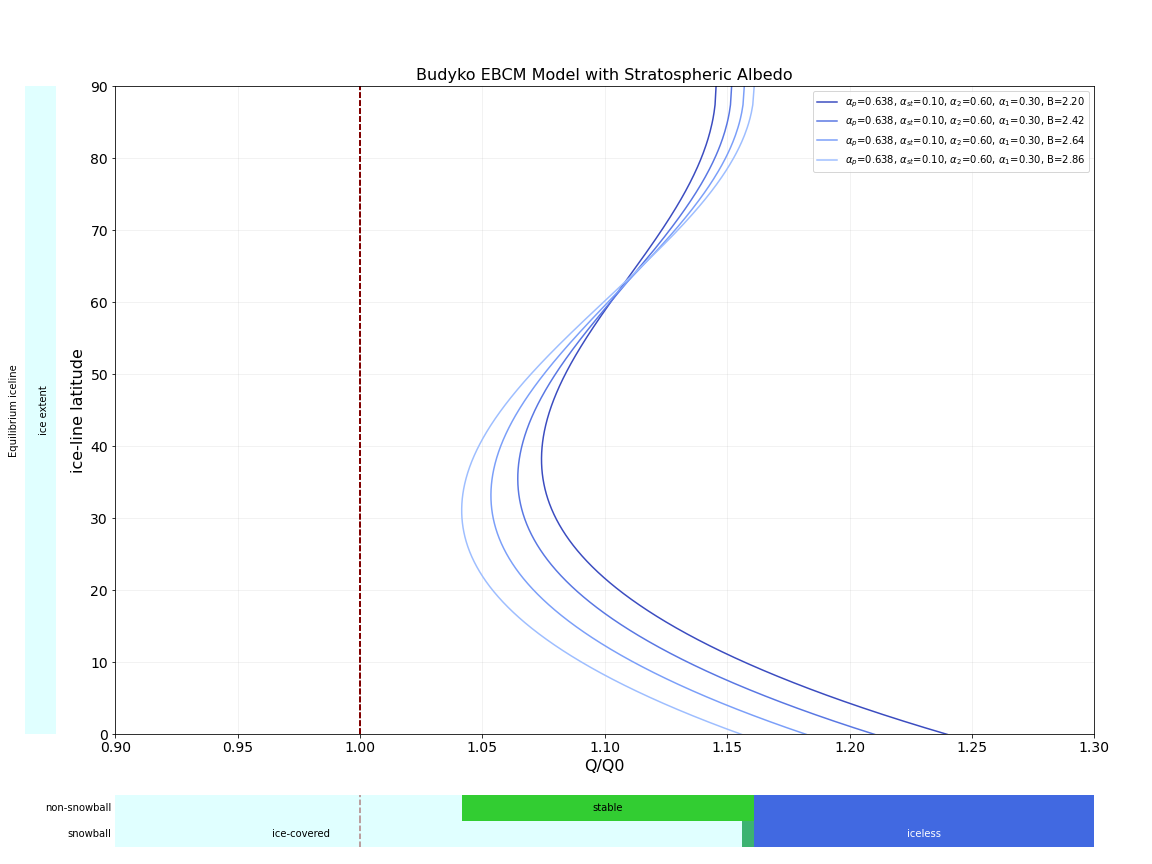 Budyko EBCM Model with Stratospheric Albedo
αₚ=0.638, αₛₜ=0.10, α₂=0.60, α₁=0.30, B=2.20
αₚ=0.638, αₛₜ=0.10, α₂=0.60, α₁=0.30, B=2.42
αₚ=0.638, αₛₜ=0.10, α₂=0.60, α₁=0.30, B=2.64
αₚ=0.638, αₛₜ=0.10, α₂=0.60, α₁=0.30, B=2.86
Equilibrium iceline
ice extent
ice-line latitude
90
80
70
60
50
40
30
20
10
0
0.90 0.95 1.00 1.05 1.10 1.15 1.20 1.25 1.30
Q/Q0
non-snowball stable
snowball ice-covered iceless